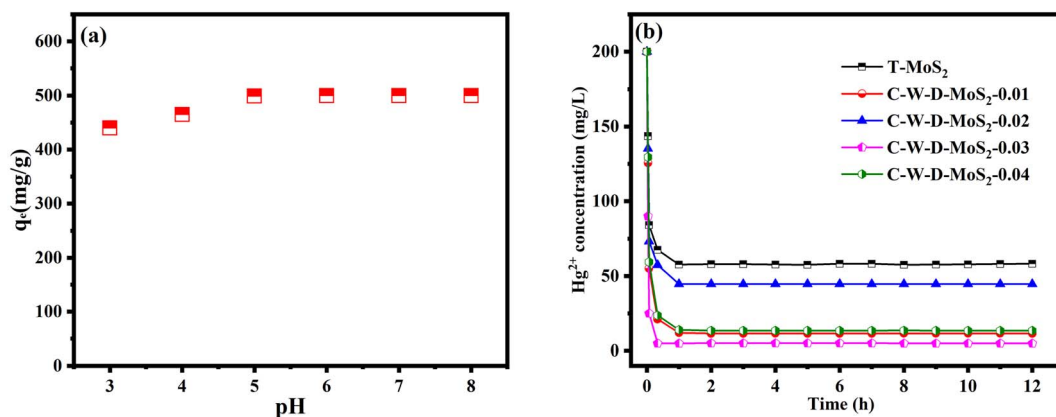 (a)
600
500
400
300
200
100
0
qe(mg/g)
3 4 5 6 7 8
pH
(b)
200
150
100
50
0
Hg2+ concentration (mg/L)
T-MoS2
C-W-D-MoS2-0.01
C-W-D-MoS2-0.02
C-W-D-MoS2-0.03
C-W-D-MoS2-0.04
0 2 4 6 8 10 12
Time (h)